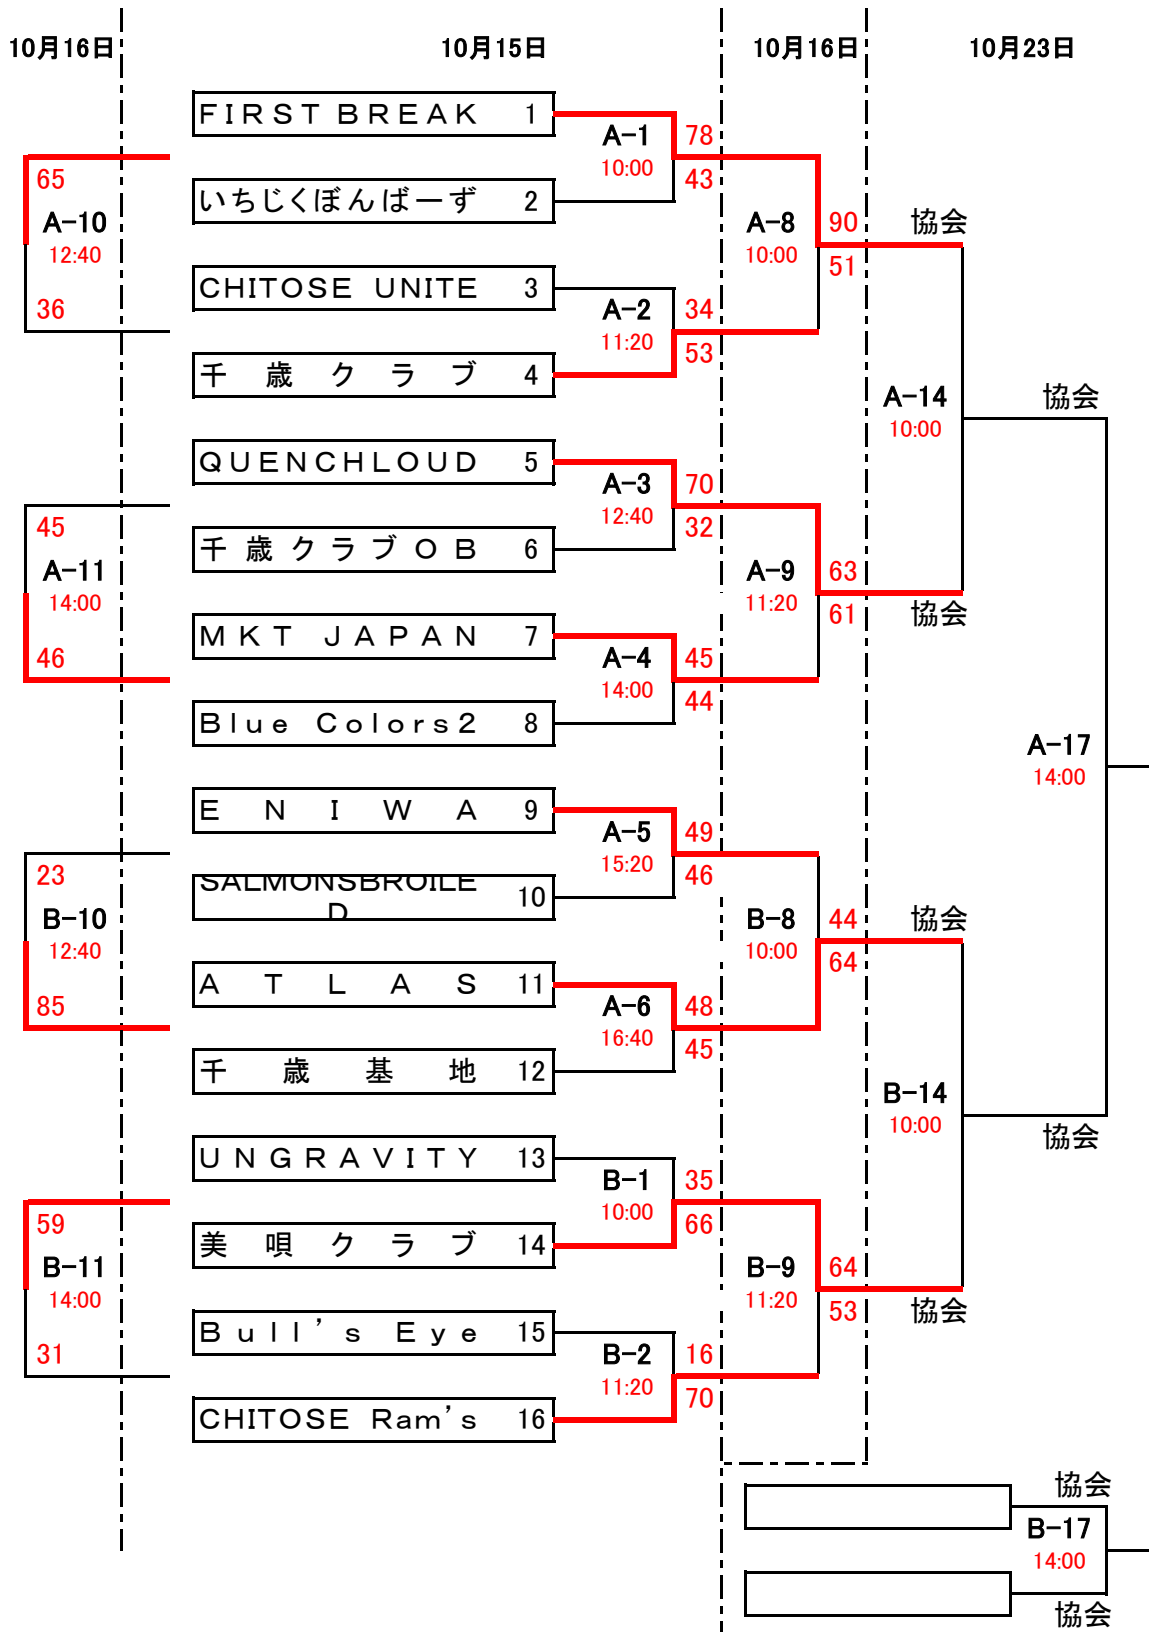 10月16日 10月15日 10月16日 10月23日
FIRST BREAK 1
A-1 78
10:00 43
65
いちじくぼんばーず 2
A-10 A-8 90 協会
12:40 10:00 51
CHITOSE UNITE 3
36 A-2 34
11:20 53
千歳クラブ 4
A-14 協会
10:00
QUENCHLOUD 5
A-3 70
12:40 32
45
千歳クラブOB 6
A-11 A-9 63
14:00 11:20 61 協会
MKT JAPAN 7
46 A-4 45
14:00 44
Blue Colors2 8
A-17
14:00
ENIWA 9
A-5 49
15:20 46
23
SALMONSBROILE
D 10
B-10 B-8 44 協会
12:40 10:00 64
ATLAS 11
85 A-6 48
16:40 45
千歳基地 12
B-14
10:00 協会
UNGRAVITY 13
B-1 35
10:00 66
59
美唄クラブ 14
B-11 B-9 64
14:00 11:20 53 協会
Bull's Eye 15
31 B-2 16
11:20 70
CHITOSE Ram's 16
協会
B-17
14:00
協会